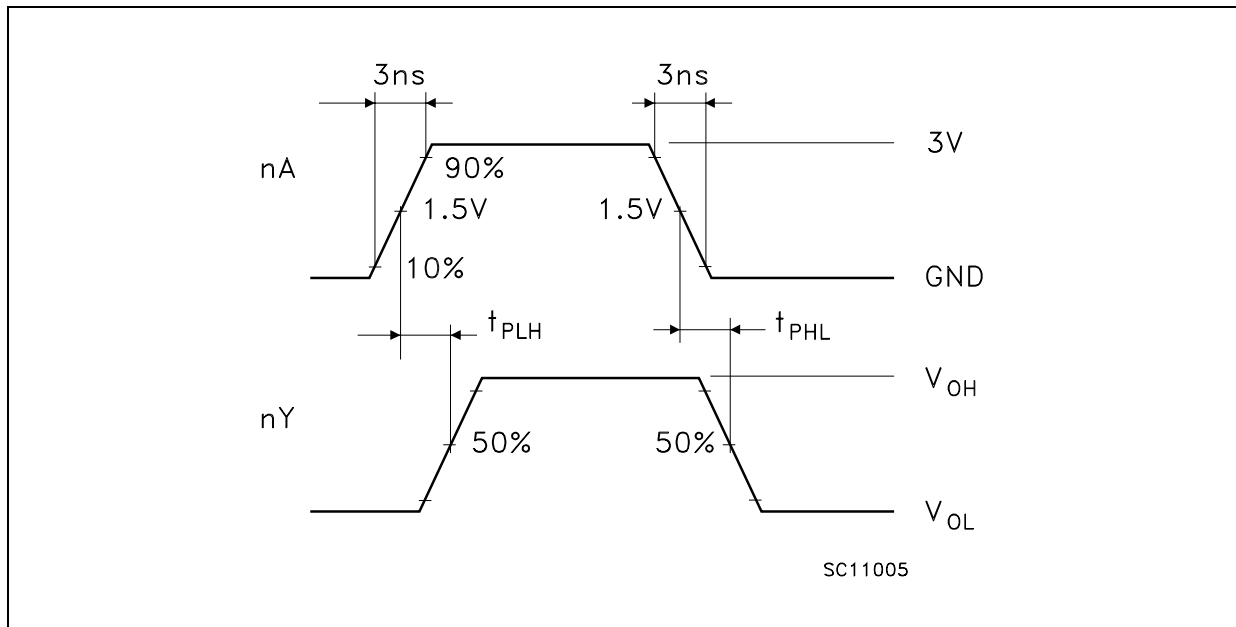 3ns 3ns
3V
nA
90%
1.5V 1.5V
10%
GND
tPLH tPHL
VOH
nY
50% 50%
VOL
SC11005